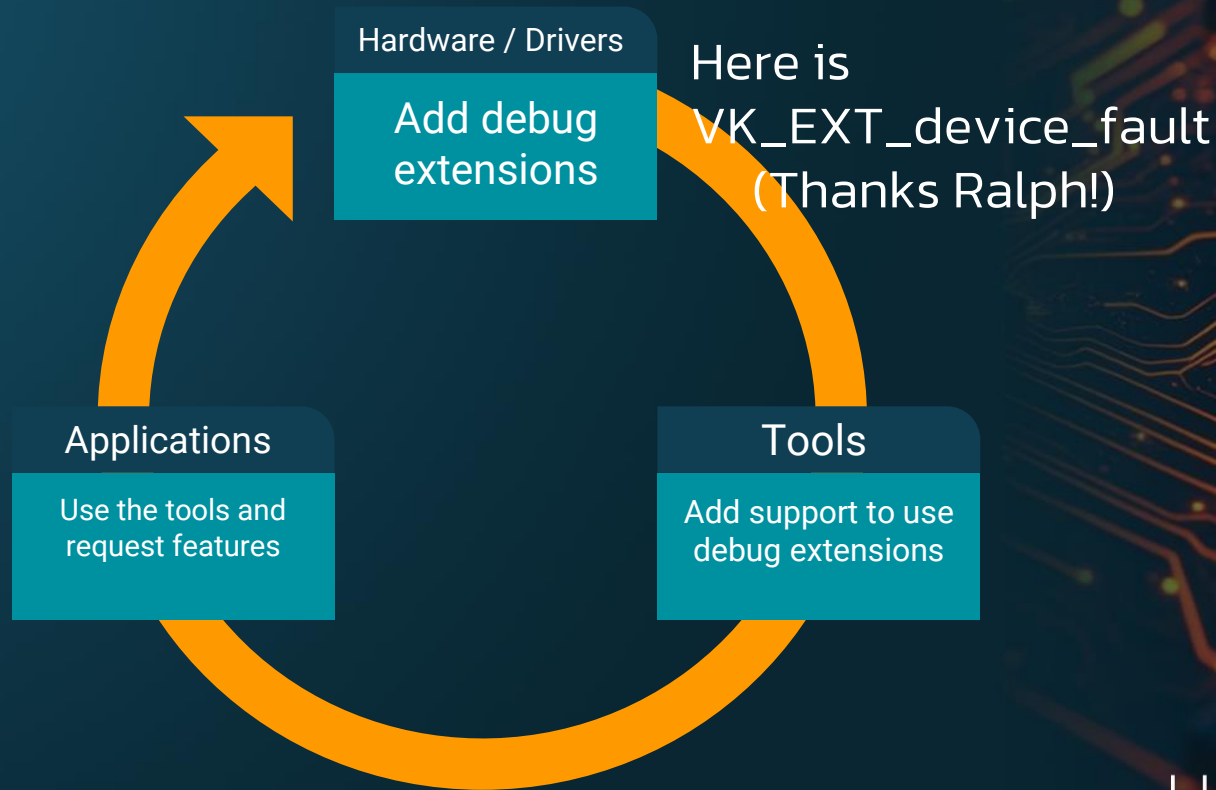 Hardware / Drivers
Add debug
extensions
Here is
VK_EXT_device_fault
(Thanks Ralph!)
Applications
Use the tools and
request features
Tools
Add support to use
debug extensions